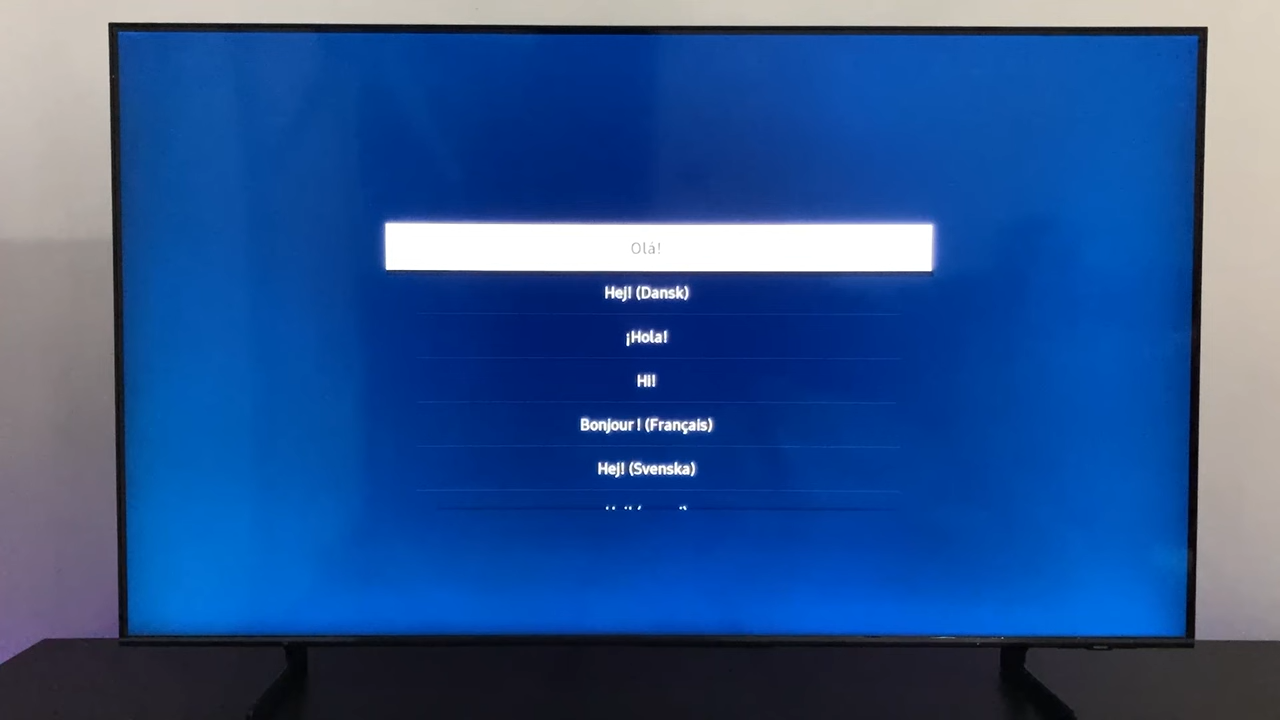 Olá!
Hej! (Dansk)
¡Hola!
Hi!
Bonjour ! (Français)
Hej! (Svenska)